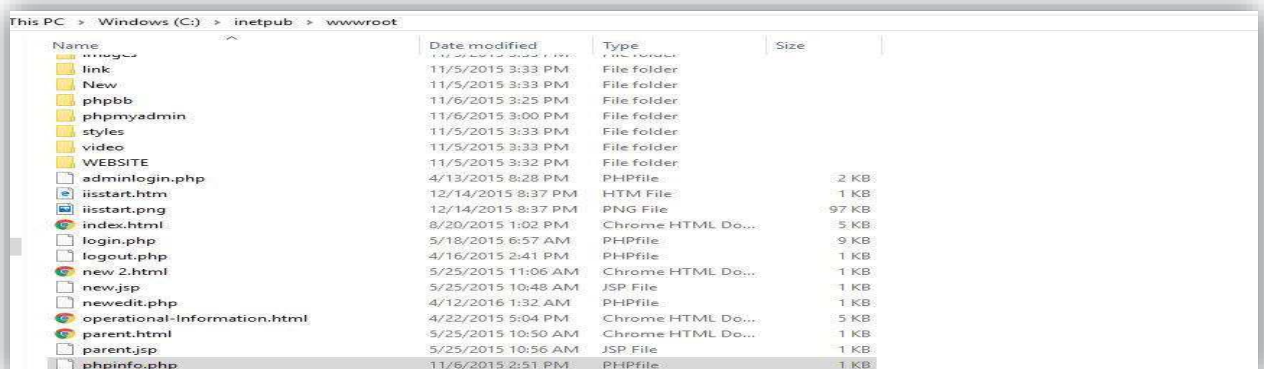 This PC > Windows (C:) > inetpub > wwwroot
Name Date modified Type Size
images
link 11/5/2015 3:33 PM File folder
New 11/5/2015 3:33 PM File folder
phpbb 11/6/2015 3:25 PM File folder
phpmyadmin 11/6/2015 3:00 PM File folder
styles 11/5/2015 3:33 PM File folder
video 11/5/2015 3:33 PM File folder
WEBSITE 11/5/2015 3:32 PM File folder
adminlogin.php 4/13/2015 8:28 PM PHPfile 2 KB
iisstart.htm 12/14/2015 8:37 PM HTM File 1 KB
iisstart.png 12/14/2015 8:37 PM PNG File 97 KB
index.html 8/20/2015 1:02 PM Chrome HTML Do... 5 KB
login.php 5/18/2015 6:57 AM PHPfile 9 KB
logout.php 4/16/2015 2:41 PM PHPfile 1 KB
new 2.html 5/25/2015 11:06 AM Chrome HTML Do... 1 KB
new.jsp 5/25/2015 10:48 AM JSP File 1 KB
newedit.php 4/12/2016 1:32 AM PHPfile 1 KB
operational-Information.html 4/22/2015 5:04 PM Chrome HTML Do... 5 KB
parent.html 5/25/2015 10:50 AM Chrome HTML Do... 1 KB
parent.jsp 5/25/2015 10:56 AM JSP File 1 KB
phpinfo.php 11/6/2015 2:51 PM PHPfile 1 KB